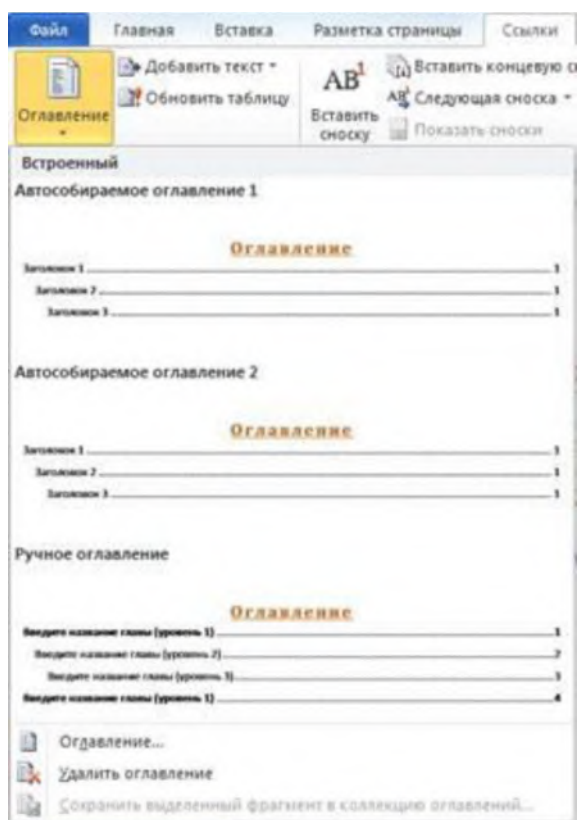 Файл Главная Вставка Разметка страницы Ссылки
Оглавление
Добавить текст
Обновить таблицу
AB1
Вставить сноску
Вставить концевую с
Следующая сноска
Показать сноски
Встроенный
Автособираемое оглавление 1
Оглавление
Заголовок 1 1
Заголовок 2 1
Заголовок 3 1
Автособираемое оглавление 2
Оглавление
Заголовок 1 1
Заголовок 2 1
Заголовок 3 1
Ручное оглавление
Оглавление
Введите название главы (уровень 1) 1
Введите название главы (уровень 2) 2
Введите название главы (уровень 3) 3
Введите название главы (уровень 1) 4
Оглавление...
Удалить оглавление
Сохранить выделенный фрагмент в коллекцию оглавлений...